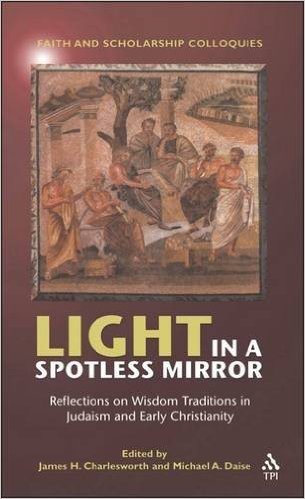 FAITH AND SCHOLARSHIP COLLOQUIES
LIGHT IN A
SPOTLESS MIRROR
Reflections on Wisdom Traditions in
Judaism and Early Christianity
Edited by
James H. Charlesworth and Michael A. Daise
TPI